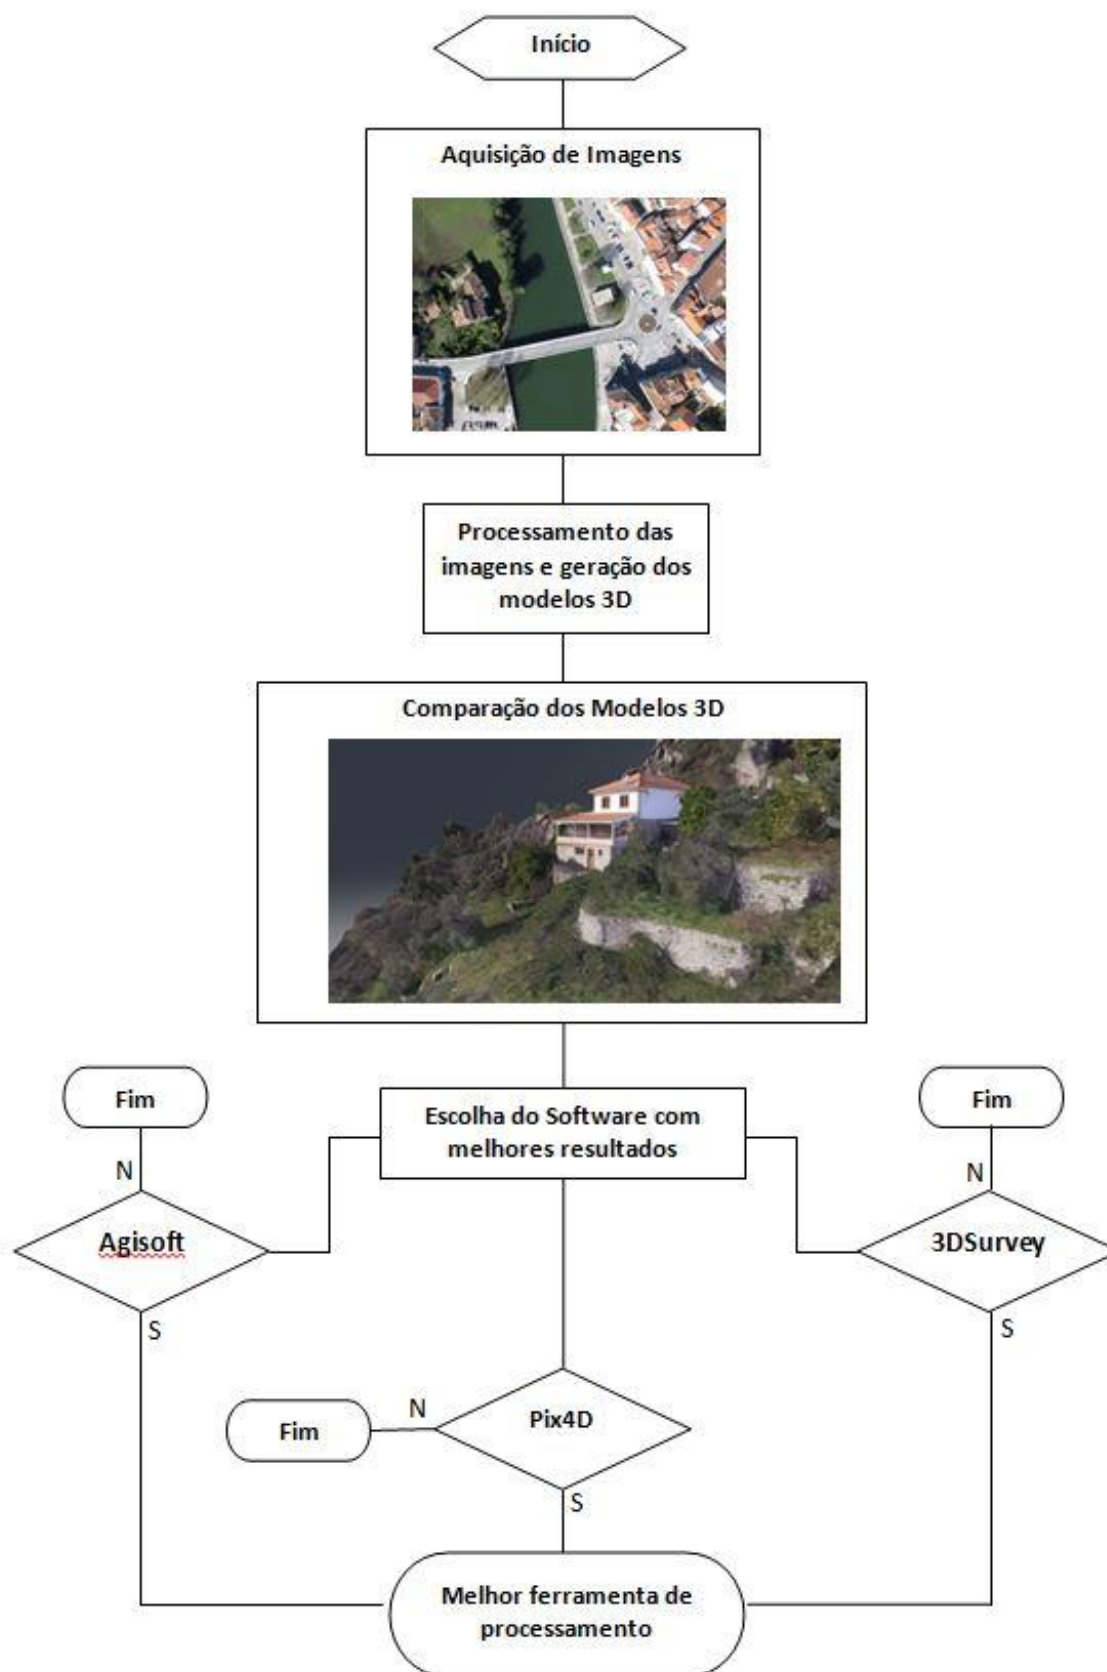 Início
Aquisição de Imagens
Processamento das
imagens e geração dos
modelos 3D
Comparação dos Modelos 3D
Fim
Escolha do Software com
melhores resultados
Fim
N
N
Agisoft
3DSurvey
S
S
N
Pix4D
Fim
S
Melhor ferramenta de
processamento